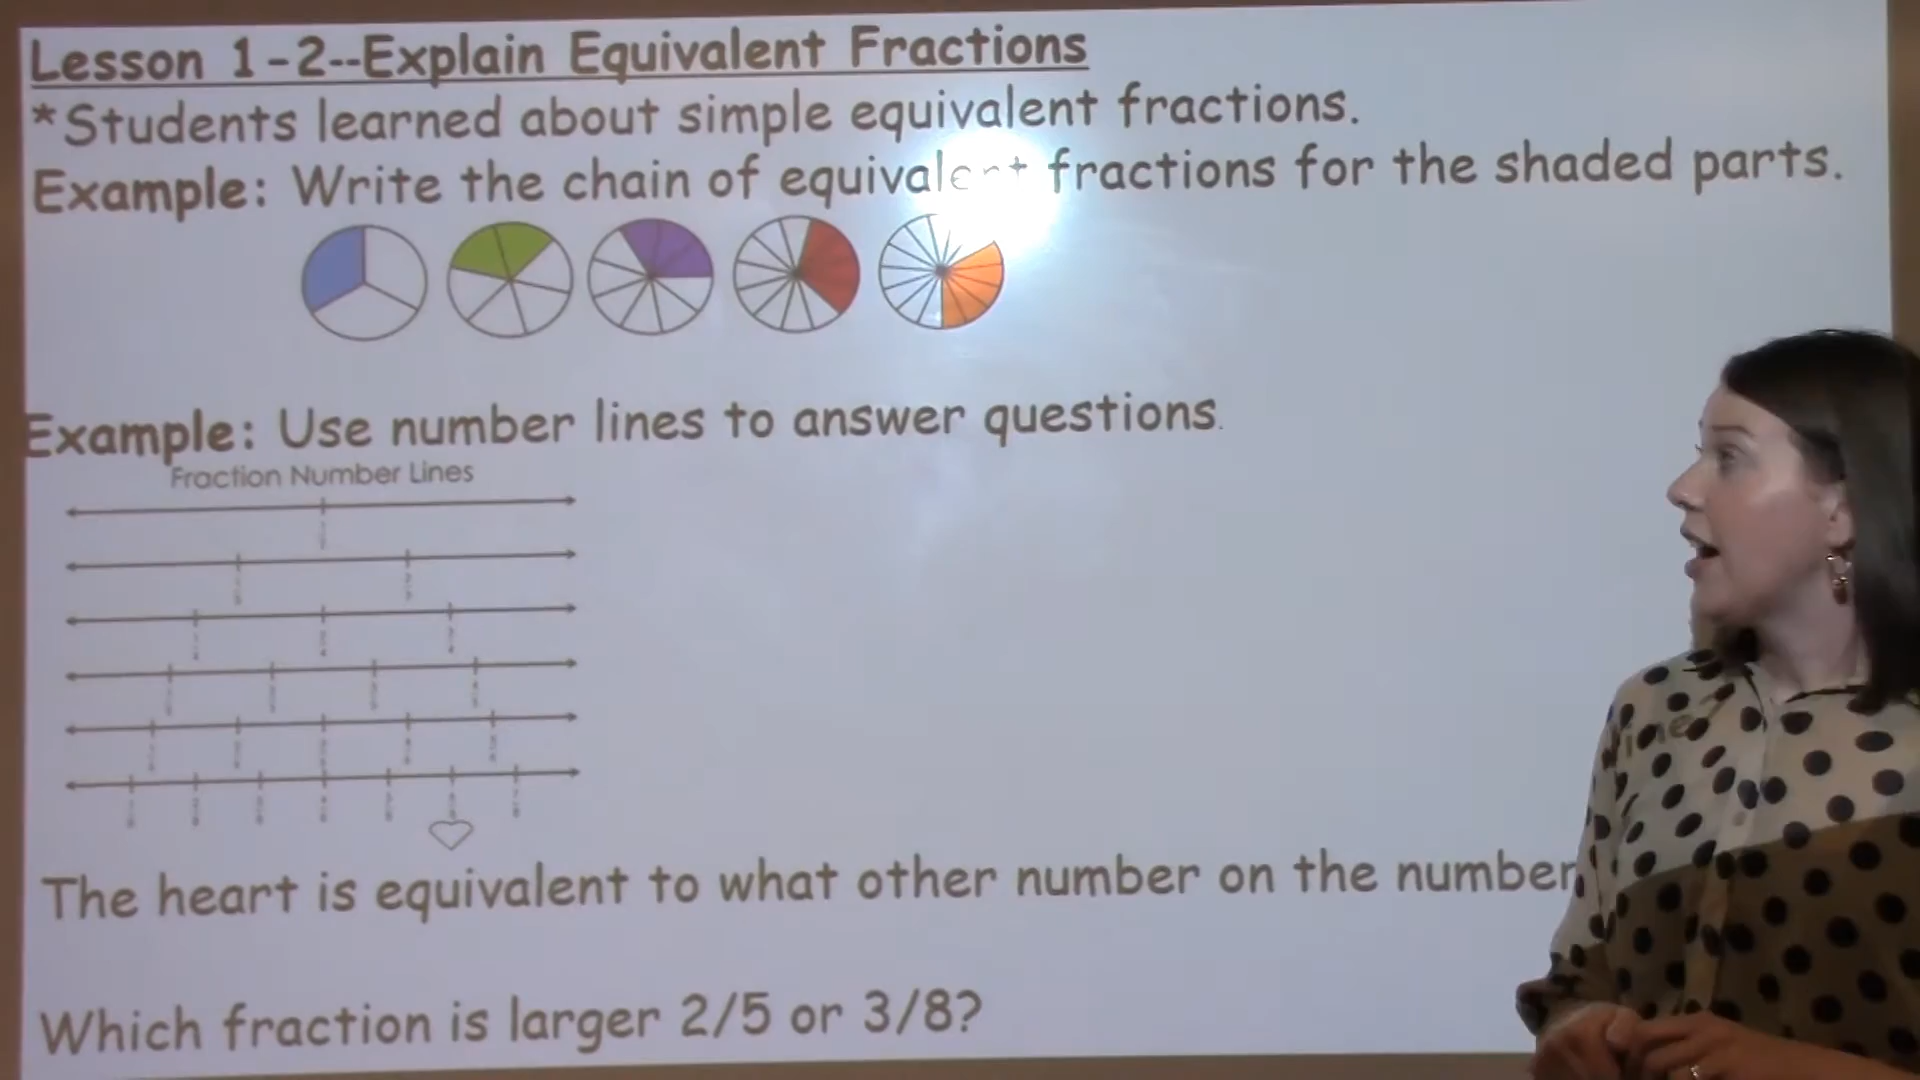 Lesson 1-2--Explain Equivalent Fractions
*Students learned about simple equivalent fractions.
Example: Write the chain of equivalent fractions for the shaded parts.
Example: Use number lines to answer questions.
Fraction Number Lines
The heart is equivalent to what other number on the number line?
Which fraction is larger 2/5 or 3/8?